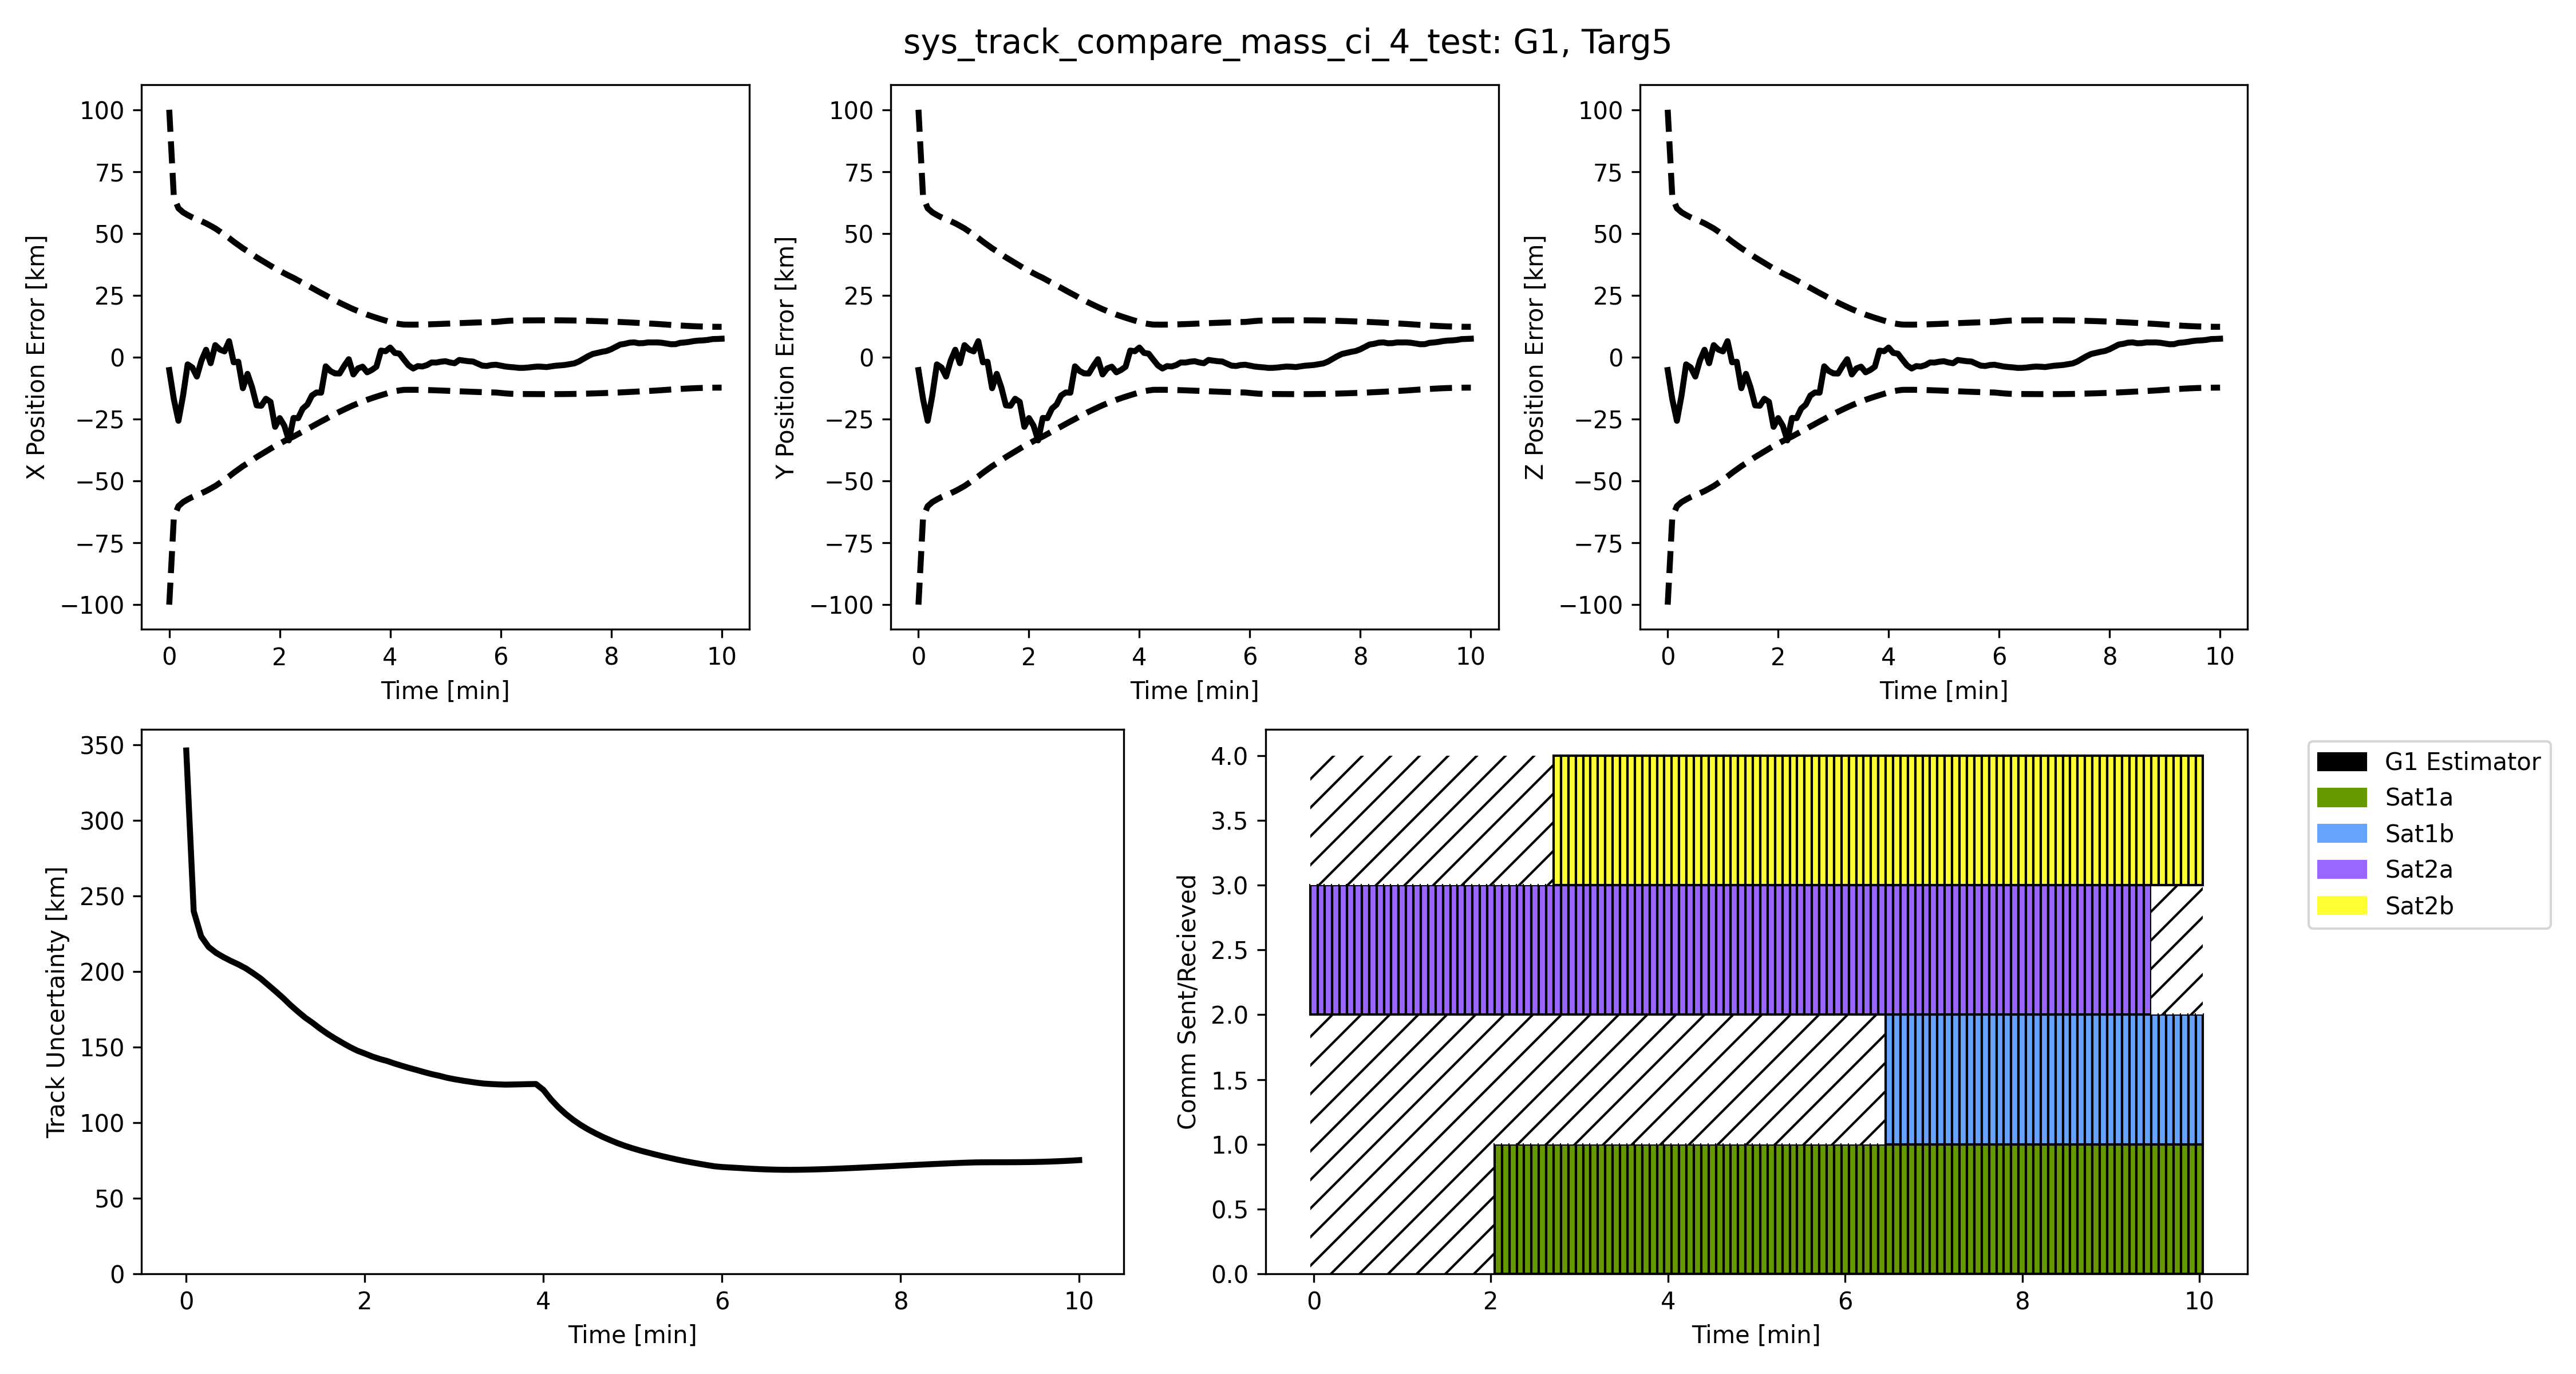 sys_track_compare_mass_ci_4_test: G1, Targ5
X Position Error [km]
100
75
50
25
0
−25
−50
−75
−100
0 2 4 6 8 10
Time [min]
Y Position Error [km]
100
75
50
25
0
−25
−50
−75
−100
0 2 4 6 8 10
Time [min]
Z Position Error [km]
100
75
50
25
0
−25
−50
−75
−100
0 2 4 6 8 10
Time [min]
Track Uncertainty [km]
350
300
250
200
150
100
50
0
0 2 4 6 8 10
Time [min]
Comm Sent/Recieved
4.0
3.5
3.0
2.5
2.0
1.5
1.0
0.5
0.0
0 2 4 6 8 10
Time [min]
G1 Estimator
Sat1a
Sat1b
Sat2a
Sat2b